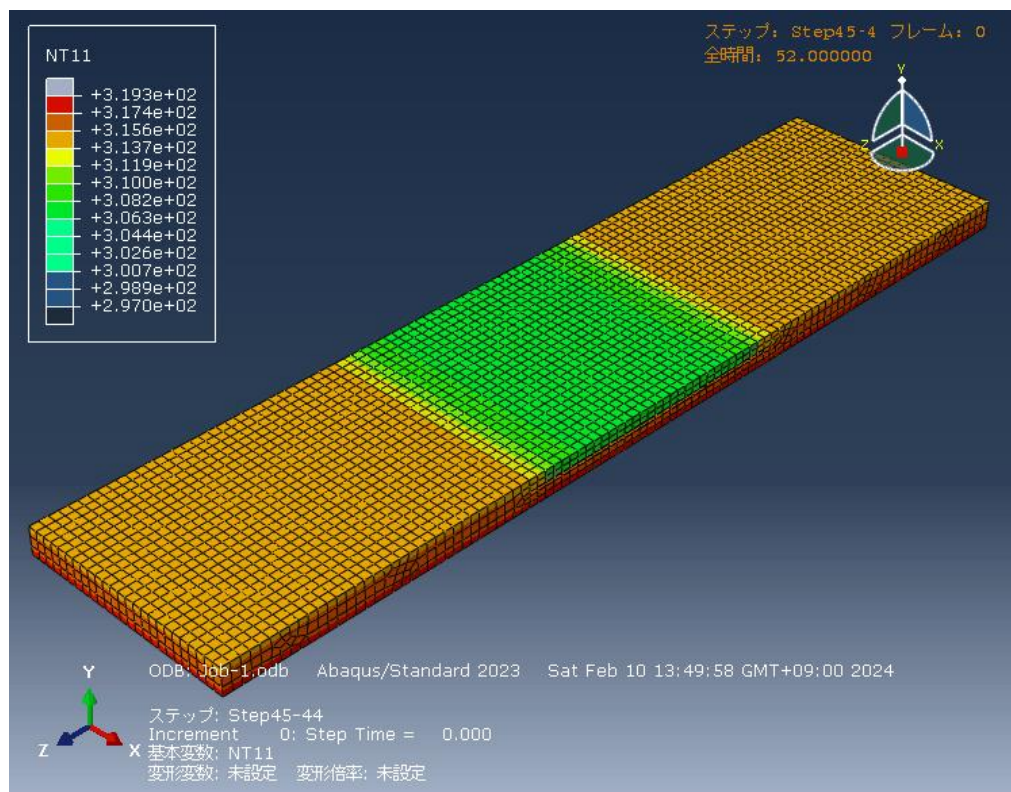 ステップ: Step45-4 フレーム: 0
全時間: 52.000000
NT11
+3.193e+02
+3.174e+02
+3.156e+02
+3.137e+02
+3.119e+02
+3.100e+02
+3.082e+02
+3.063e+02
+3.044e+02
+3.026e+02
+3.007e+02
+2.989e+02
+2.970e+02
Y
Z X
Y
Z X
ODB: Job-1.odb Abaqus/Standard 2023 Sat Feb 10 13:49:58 GMT+09:00 2024
ステップ: Step45-44
Increment 0: Step Time = 0.000
基本変数: NT11
変形変数: 未設定 変形倍率: 未設定